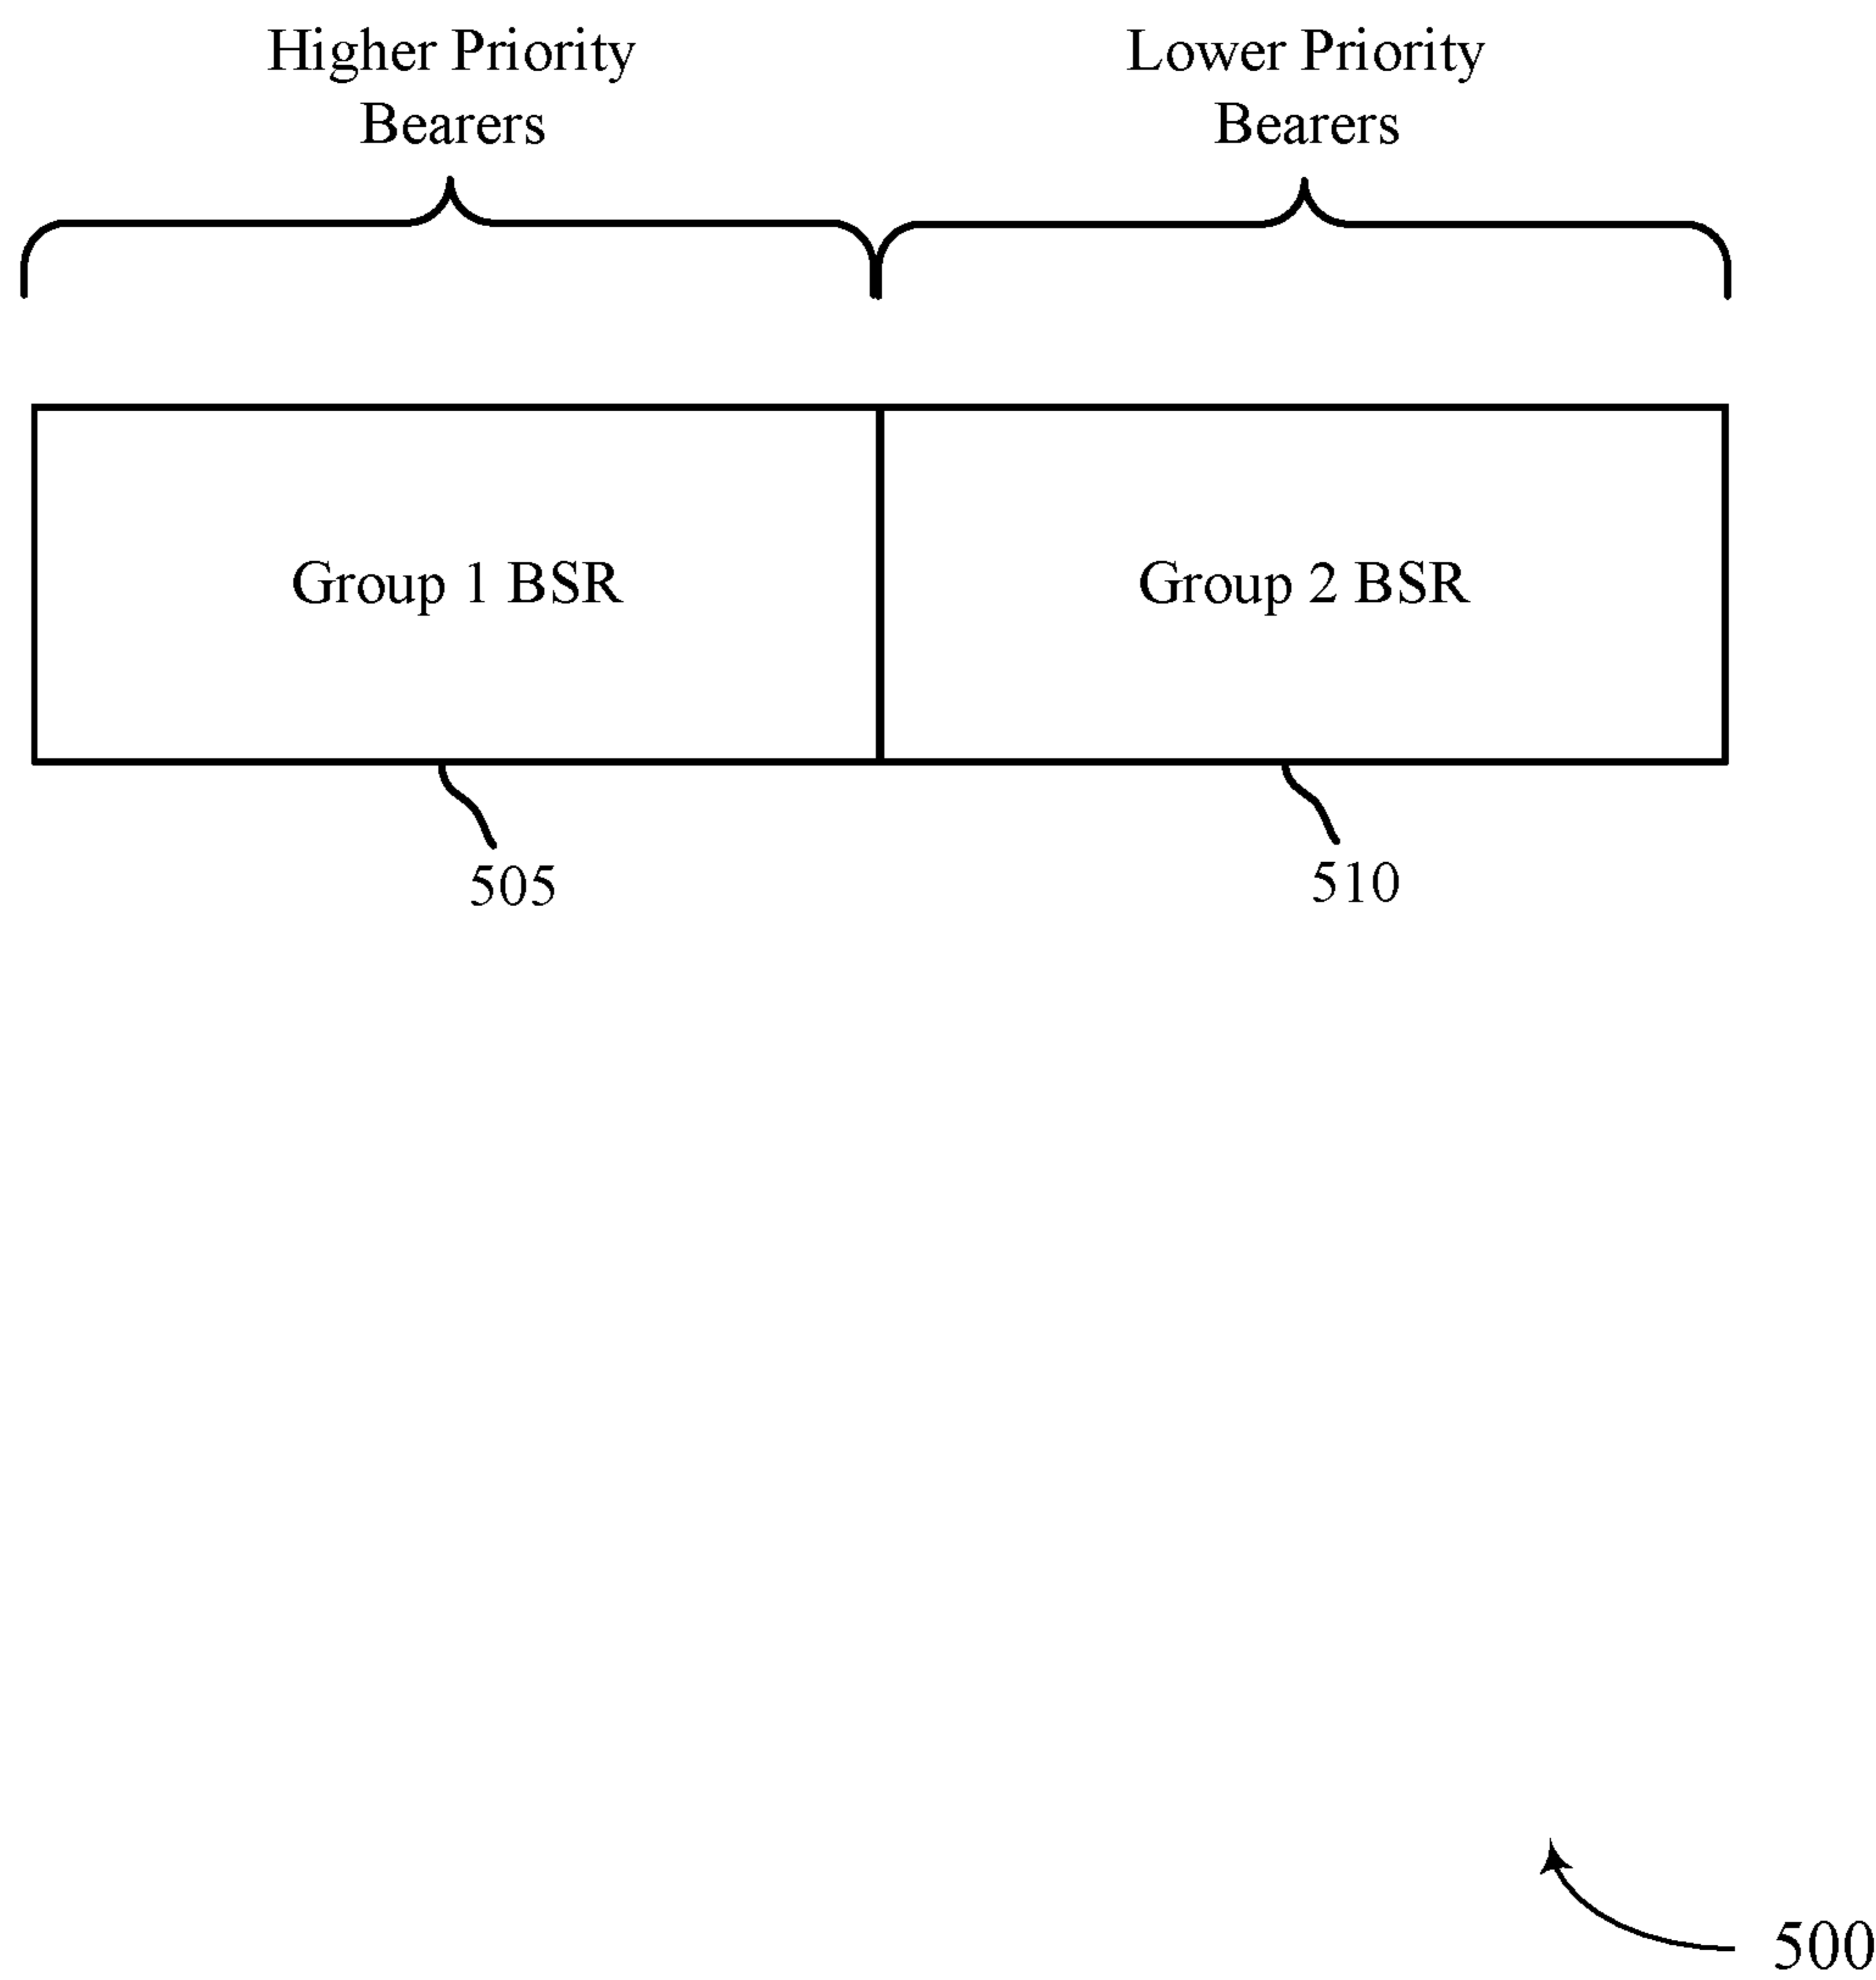 Higher Priority
Bearers
Lower Priority
Bearers
Group 1 BSR
Group 2 BSR
505
510
500